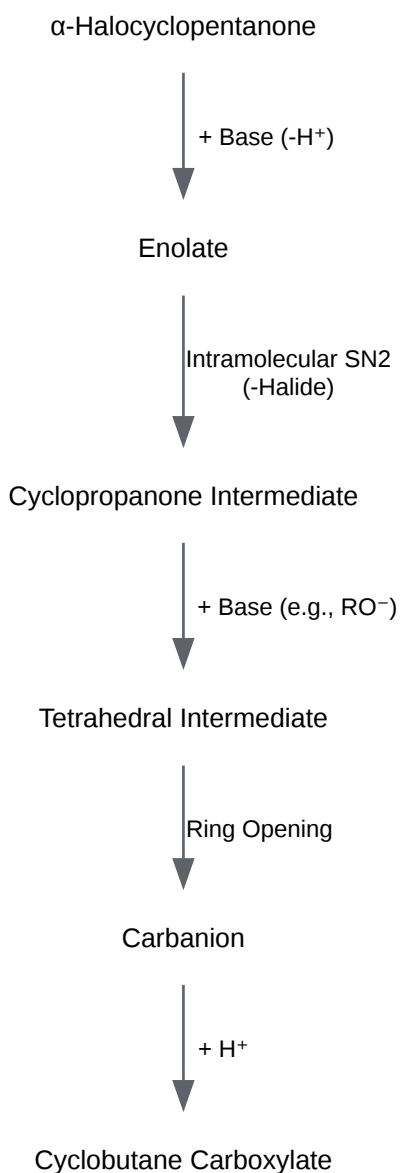 α-Halocyclopentanone
+ Base (-H⁺)
Enolate
Intramolecular SN2
(-Halide)
Cyclopropanone Intermediate
+ Base (e.g., RO⁻)
Tetrahedral Intermediate
Ring Opening
Carbanion
+ H⁺
Cyclobutane Carboxylate